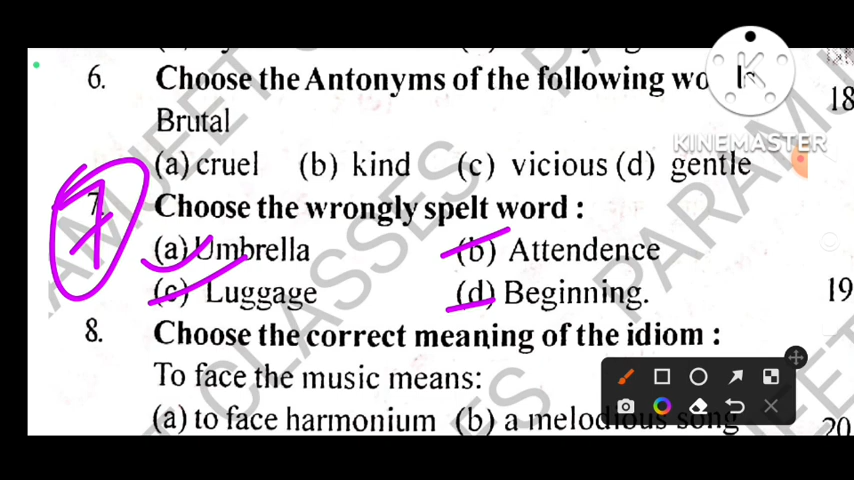 6. Choose the Antonyms of the following
18
Brutal
KINEMASTER
(a) cruel (b) kind (c) vicious (d) gentle
7. Choose the wrongly spelt word :
(a) Umbrella (b) Attendence
(c) Luggage (d) Beginning.
19
8. Choose the correct meaning of the idiom :
To face the music means:
(a) to face harmonium (b) a melodious song
20
PARAMJEET CLASSES